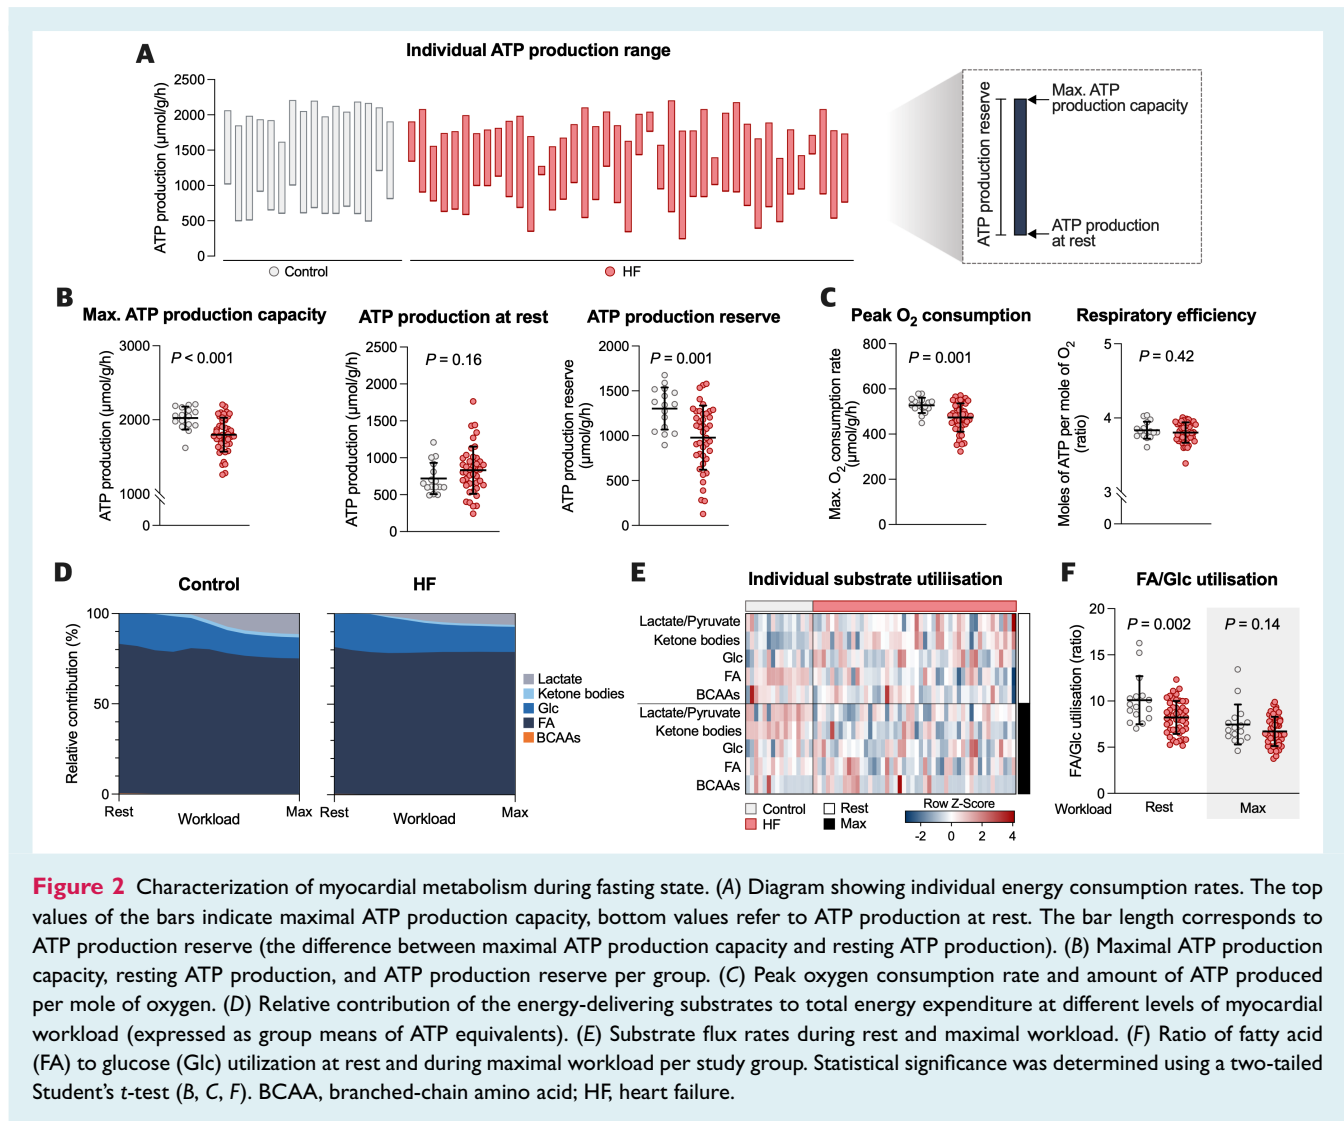 A
Individual ATP production range
ATP production (µmol/g/h)
2500
2000
1500
1000
500
0
Control
HF
ATP production reserve
Max. ATP
production capacity
ATP production
at rest
B
Max. ATP production capacity
ATP production (µmol/g/h)
3000
2000
1000
0
P < 0.001
ATP production at rest
ATP production (µmol/g/h)
2500
2000
1500
1000
500
0
P = 0.16
ATP production reserve
ATP production reserve
(µmol/g/h)
2000
1500
1000
500
0
P = 0.001
C
Peak O2 consumption
Max. O2 consumption rate
(µmol/g/h)
800
600
400
200
0
P = 0.001
Respiratory efficiency
Moles of ATP per mole of O2
(ratio)
5
4
3
0
P = 0.42
D
Control
HF
Relative contribution (%)
100
50
0
Rest
Workload
Max
Rest
Workload
Max
Lactate
Ketone bodies
Glc
FA
BCAAs
E
Individual substrate utiliisation
Lactate/Pyruvate
Ketone bodies
Glc
FA
BCAAs
Lactate/Pyruvate
Ketone bodies
Glc
FA
BCAAs
Control
HF
Rest
Max
Row Z-Score
-2 0 2 4
F
FA/Glc utilisation
FA/Glc utilisation (ratio)
20
15
10
5
0
P = 0.002
P = 0.14
Workload
Rest
Max
Figure 2 Characterization of myocardial metabolism during fasting state. (A) Diagram showing individual energy consumption rates. The top
values of the bars indicate maximal ATP production capacity, bottom values refer to ATP production at rest. The bar length corresponds to
ATP production reserve (the difference between maximal ATP production capacity and resting ATP production). (B) Maximal ATP production
capacity, resting ATP production, and ATP production reserve per group. (C) Peak oxygen consumption rate and amount of ATP produced
per mole of oxygen. (D) Relative contribution of the energy-delivering substrates to total energy expenditure at different levels of myocardial
workload (expressed as group means of ATP equivalents). (E) Substrate flux rates during rest and maximal workload. (F) Ratio of fatty acid
(FA) to glucose (Glc) utilization at rest and during maximal workload per study group. Statistical significance was determined using a two-tailed
Student's t-test (B, C, F). BCAA, branched-chain amino acid; HF, heart failure.